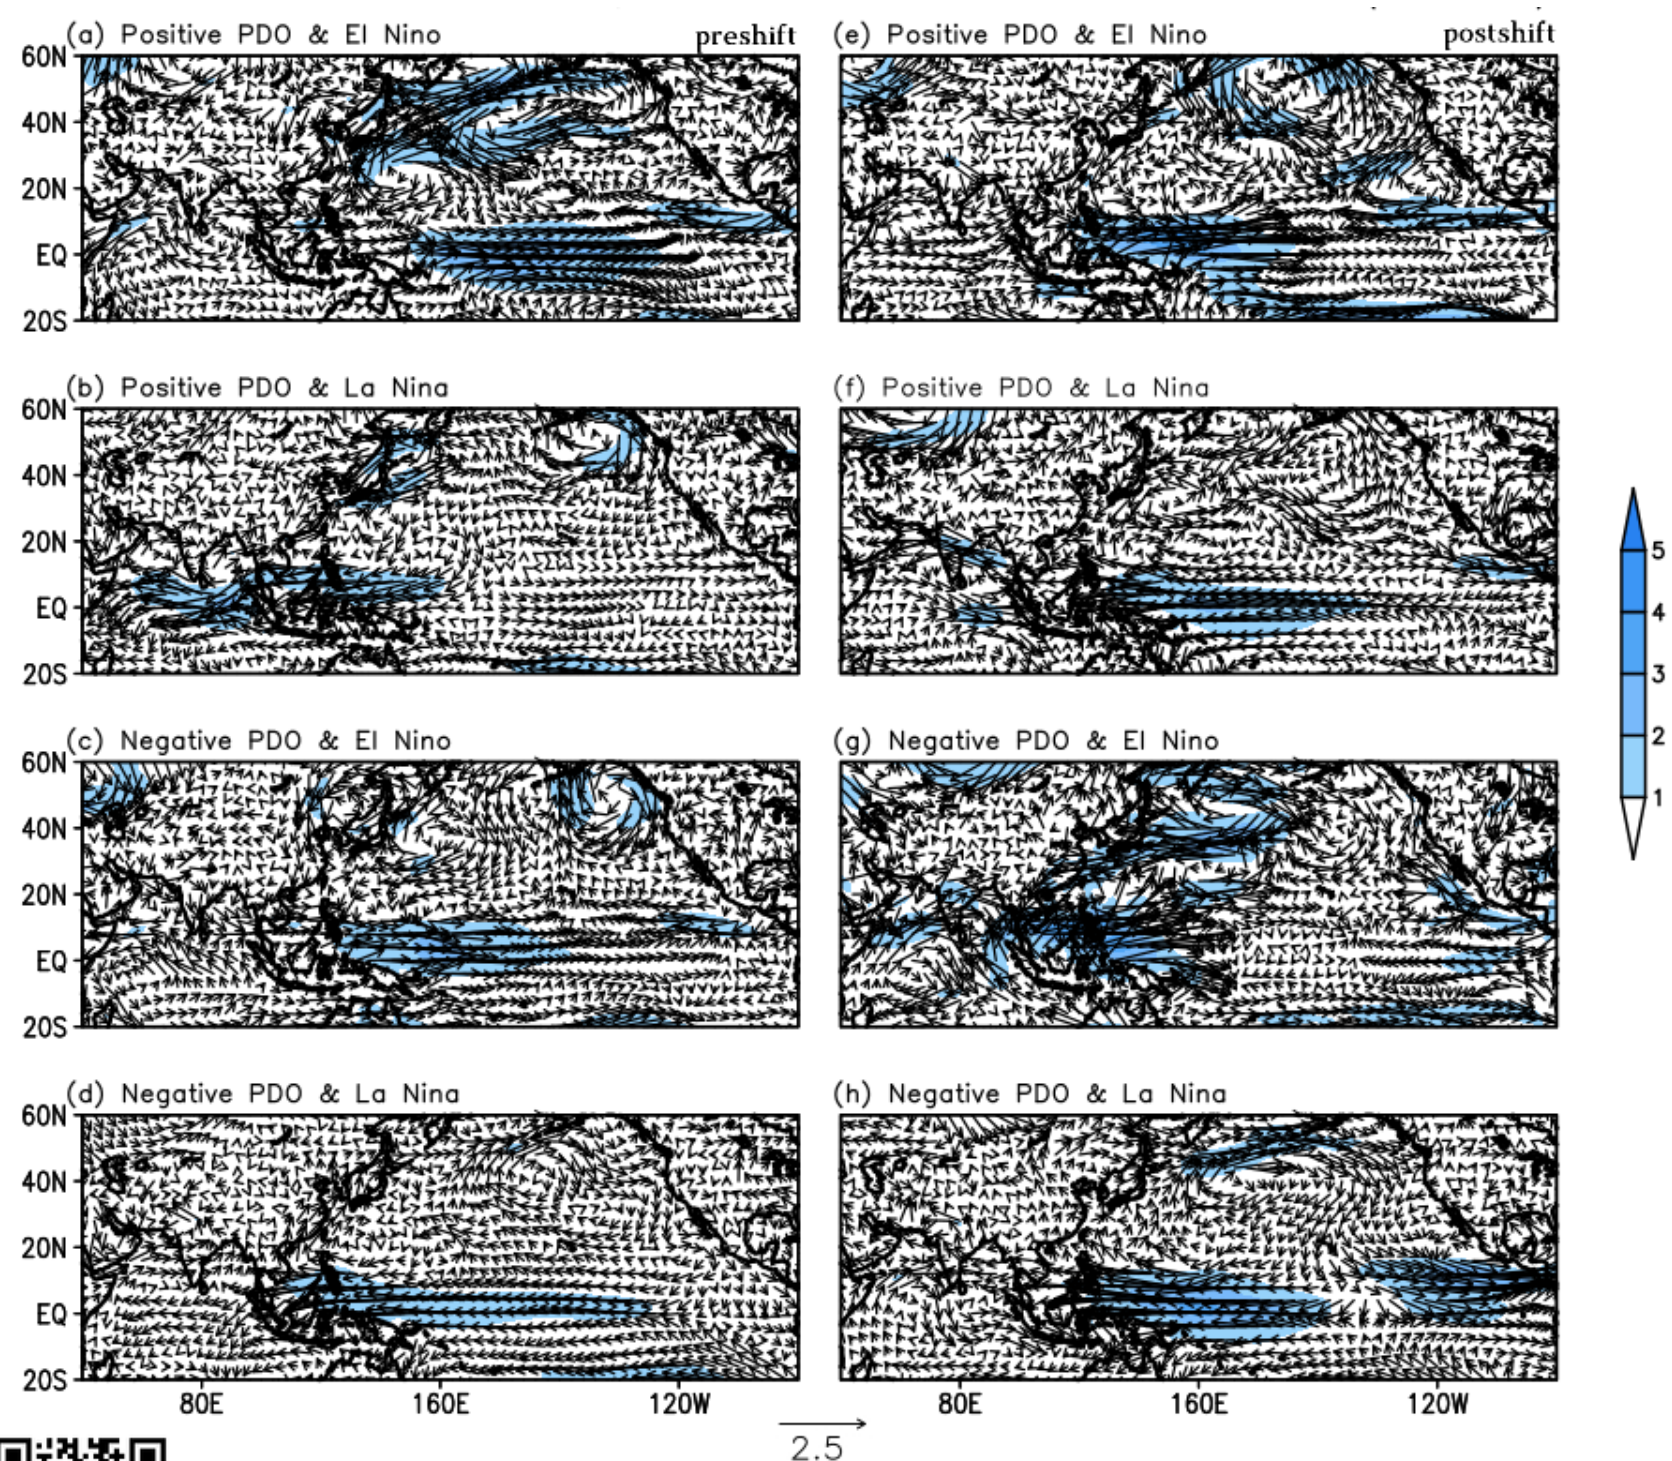 (a) Positive PDO & El Nino preshift
(e) Positive PDO & El Nino postshift
60N
40N
20N
EQ
20S
(b) Positive PDO & La Nina
(f) Positive PDO & La Nina
60N
40N
20N
EQ
20S
5
4
3
2
1
(c) Negative PDO & El Nino
(g) Negative PDO & El Nino
60N
40N
20N
EQ
20S
(d) Negative PDO & La Nina
(h) Negative PDO & La Nina
60N
40N
20N
EQ
20S
80E 160E 120W
80E 160E 120W
2.5